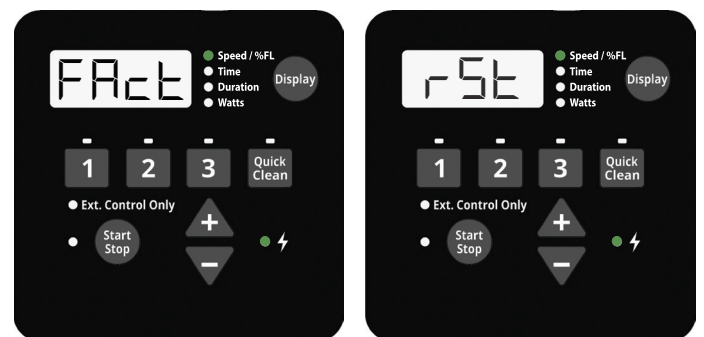 FAct
Speed / %FL
Time
Duration
Watts
Display
1 2 3 Quick Clean
Ext. Control Only
Start Stop
+
−
rSt
Speed / %FL
Time
Duration
Watts
Display
1 2 3 Quick Clean
Ext. Control Only
Start Stop
+
−